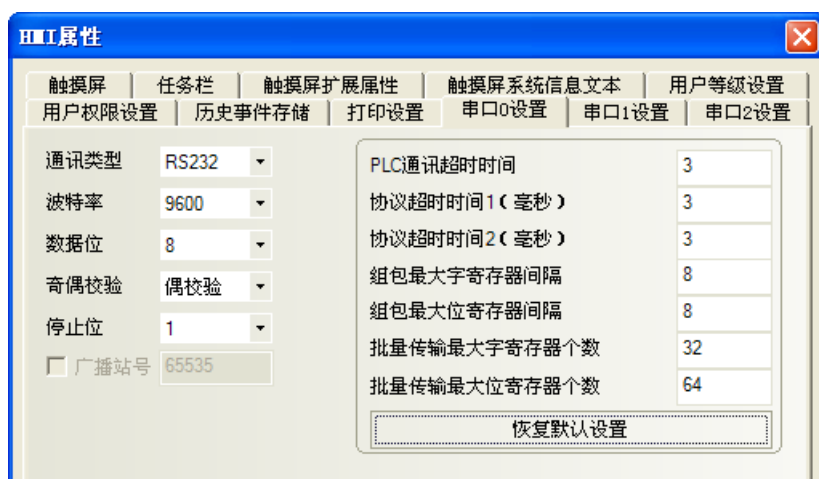 HMI属性
触摸屏 任务栏 触摸屏扩展属性 触摸屏系统信息文本 用户等级设置
用户权限设置 历史事件存储 打印设置 串口0设置 串口1设置 串口2设置
通讯类型 RS232
波特率 9600
数据位 8
奇偶校验 偶校验
停止位 1
广播站号 65535
PLC通讯超时时间 3
协议超时时间1(毫秒) 3
协议超时时间2(毫秒) 3
组包最大字寄存器间隔 8
组包最大位寄存器间隔 8
批量传输最大字寄存器个数 32
批量传输最大位寄存器个数 64
恢复默认设置